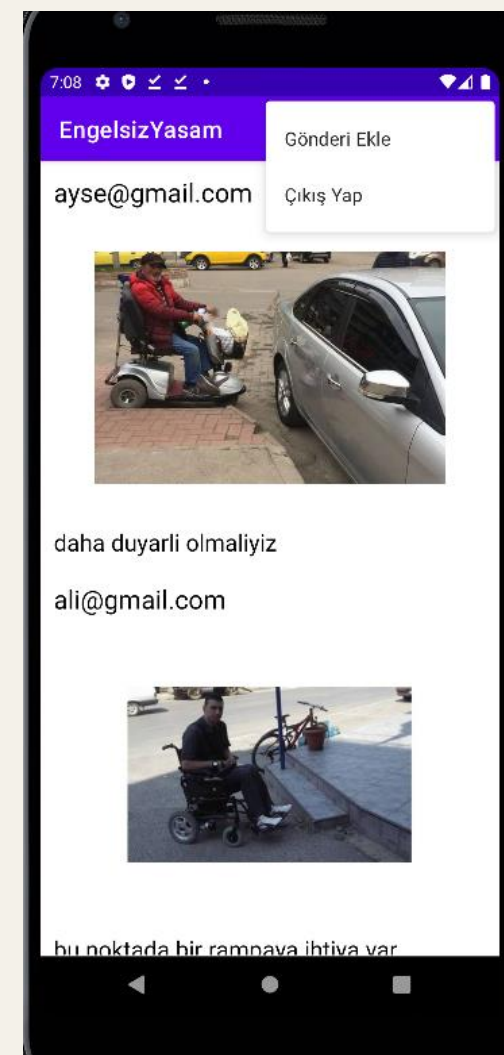 7:08
EngelsizYasam
Gönderi Ekle
Çıkış Yap
ayse@gmail.com
daha duyarli olmaliyiz
ali@gmail.com
bu noktada bir rampaya ihtiya var